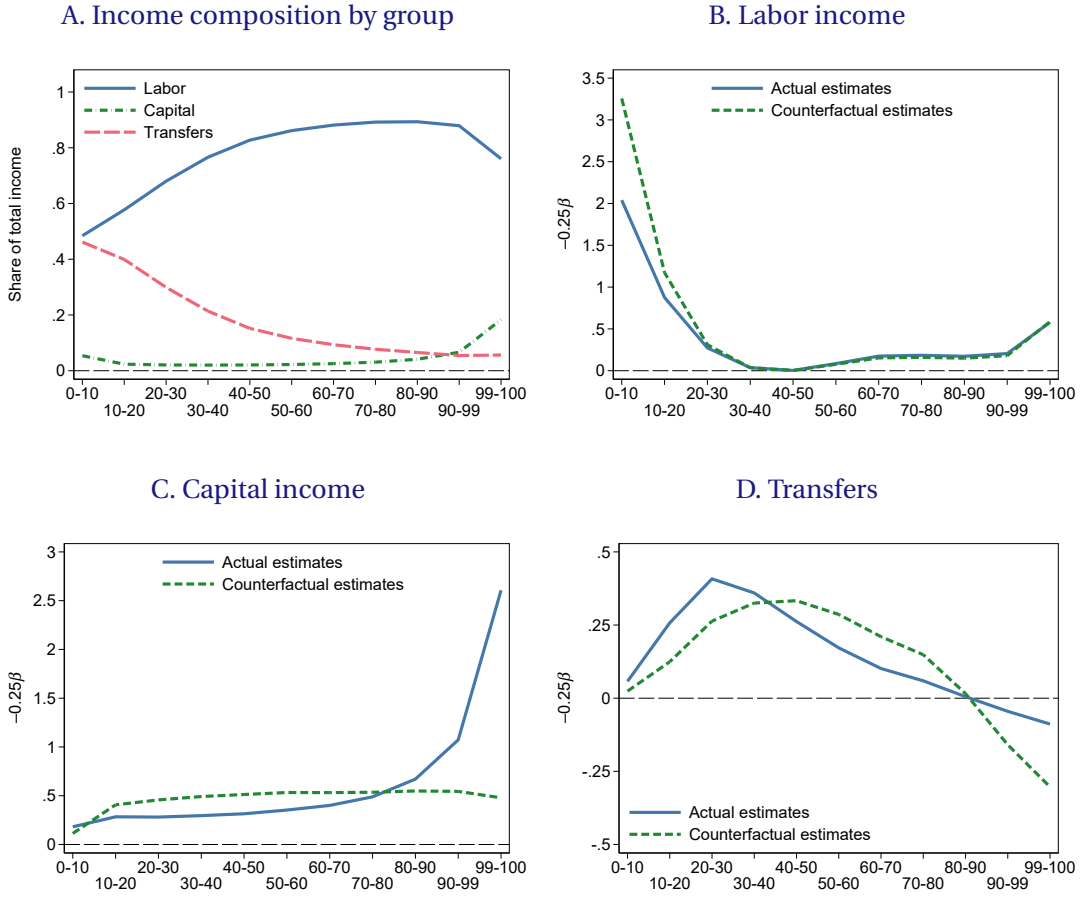 A. Income composition by group
Share of total income
1
.8
.6
.4
.2
0
Labor
Capital
Transfers
0-10 20-30 40-50 60-70 80-90 99-100
10-20 30-40 50-60 70-80 90-99
B. Labor income
−0.25β
3.5
3
2.5
2
1.5
1
.5
0
Actual estimates
Counterfactual estimates
0-10 20-30 40-50 60-70 80-90 99-100
10-20 30-40 50-60 70-80 90-99
C. Capital income
−0.25β
3
2.5
2
1.5
1
.5
0
Actual estimates
Counterfactual estimates
0-10 20-30 40-50 60-70 80-90 99-100
10-20 30-40 50-60 70-80 90-99
D. Transfers
−0.25β
.5
.25
0
-.25
-.5
Actual estimates
Counterfactual estimates
0-10 20-30 40-50 60-70 80-90 99-100
10-20 30-40 50-60 70-80 90-99